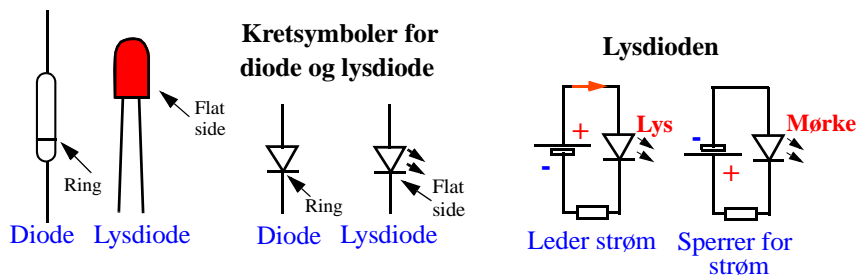 Kretsymboler for
diode og lysdiode
Lysdioden
Flat
side
Ring
Diode
Lysdiode
Ring
Flat
side
Diode
Lysdiode
+
-
Lys
Leder strøm
-
+
Mørke
Sperrer for
strøm